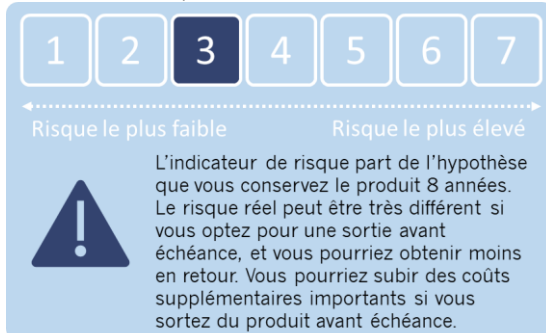 1 2 3 4 5 6 7
Risque le plus faible Risque le plus élevé
L'indicateur de risque part de l'hypothèse
que vous conservez le produit 8 années.
Le risque réel peut être très différent si
vous optez pour une sortie avant
échéance, et vous pourriez obtenir moins
en retour. Vous pourriez subir des coûts
supplémentaires importants si vous
sortez du produit avant échéance.